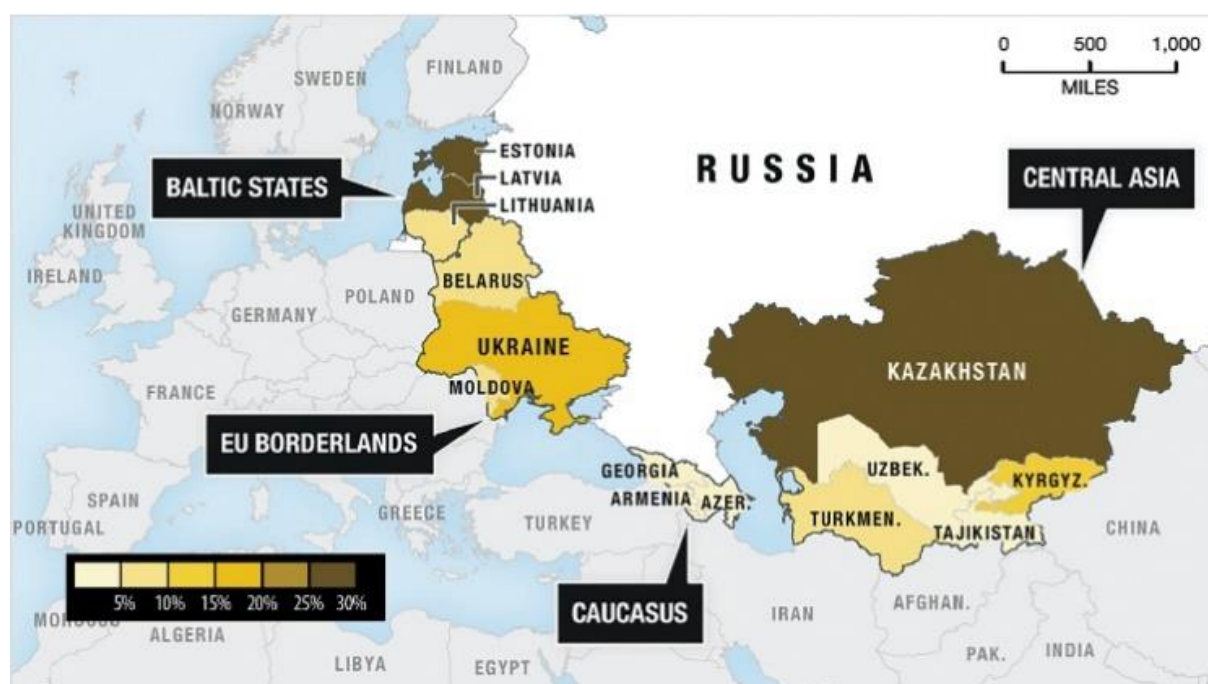 0 500 1,000
MILES
FINLAND
SWEDEN
NORWAY
ESTONIA
LATVIA
LITHUANIA
BALTIC STATES
RUSSIA
CENTRAL ASIA
UNITED
KINGDOM
IRELAND
BELARUS
POLAND
GERMANY
UKRAINE
KAZAKHSTAN
FRANCE
MOLDOVA
EU BORDERLANDS
GEORGIA
UZBEK.
KYRGYZ.
ARMENIA
AZER.
SPAIN
PORTUGAL
GREECE
TURKEY
TURKMEN.
TAJIKISTAN
CHINA
5% 10% 15% 20% 25% 30%
CAUCASUS
IRAN
AFGHAN.
ALGERIA
LIBYA
EGYPT
PAK.
INDIA